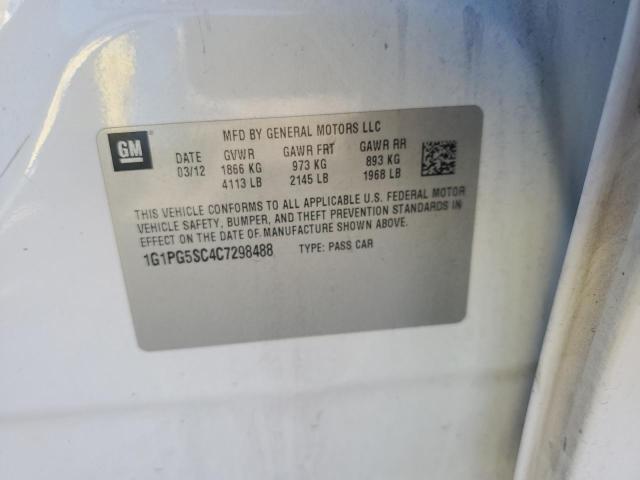 GM
MFD BY GENERAL MOTORS LLC
DATE GVWR GAWR FRT GAWR RR
03/12 1866 KG 973 KG 893 KG
4113 LB 2145 LB 1968 LB
THIS VEHICLE CONFORMS TO ALL APPLICABLE U.S. FEDERAL MOTOR
VEHICLE SAFETY, BUMPER, AND THEFT PREVENTION STANDARDS IN
EFFECT ON THE DATE OF MANUFACTURE SHOWN ABOVE.
1G1PG5SC4C7298488 TYPE: PASS CAR